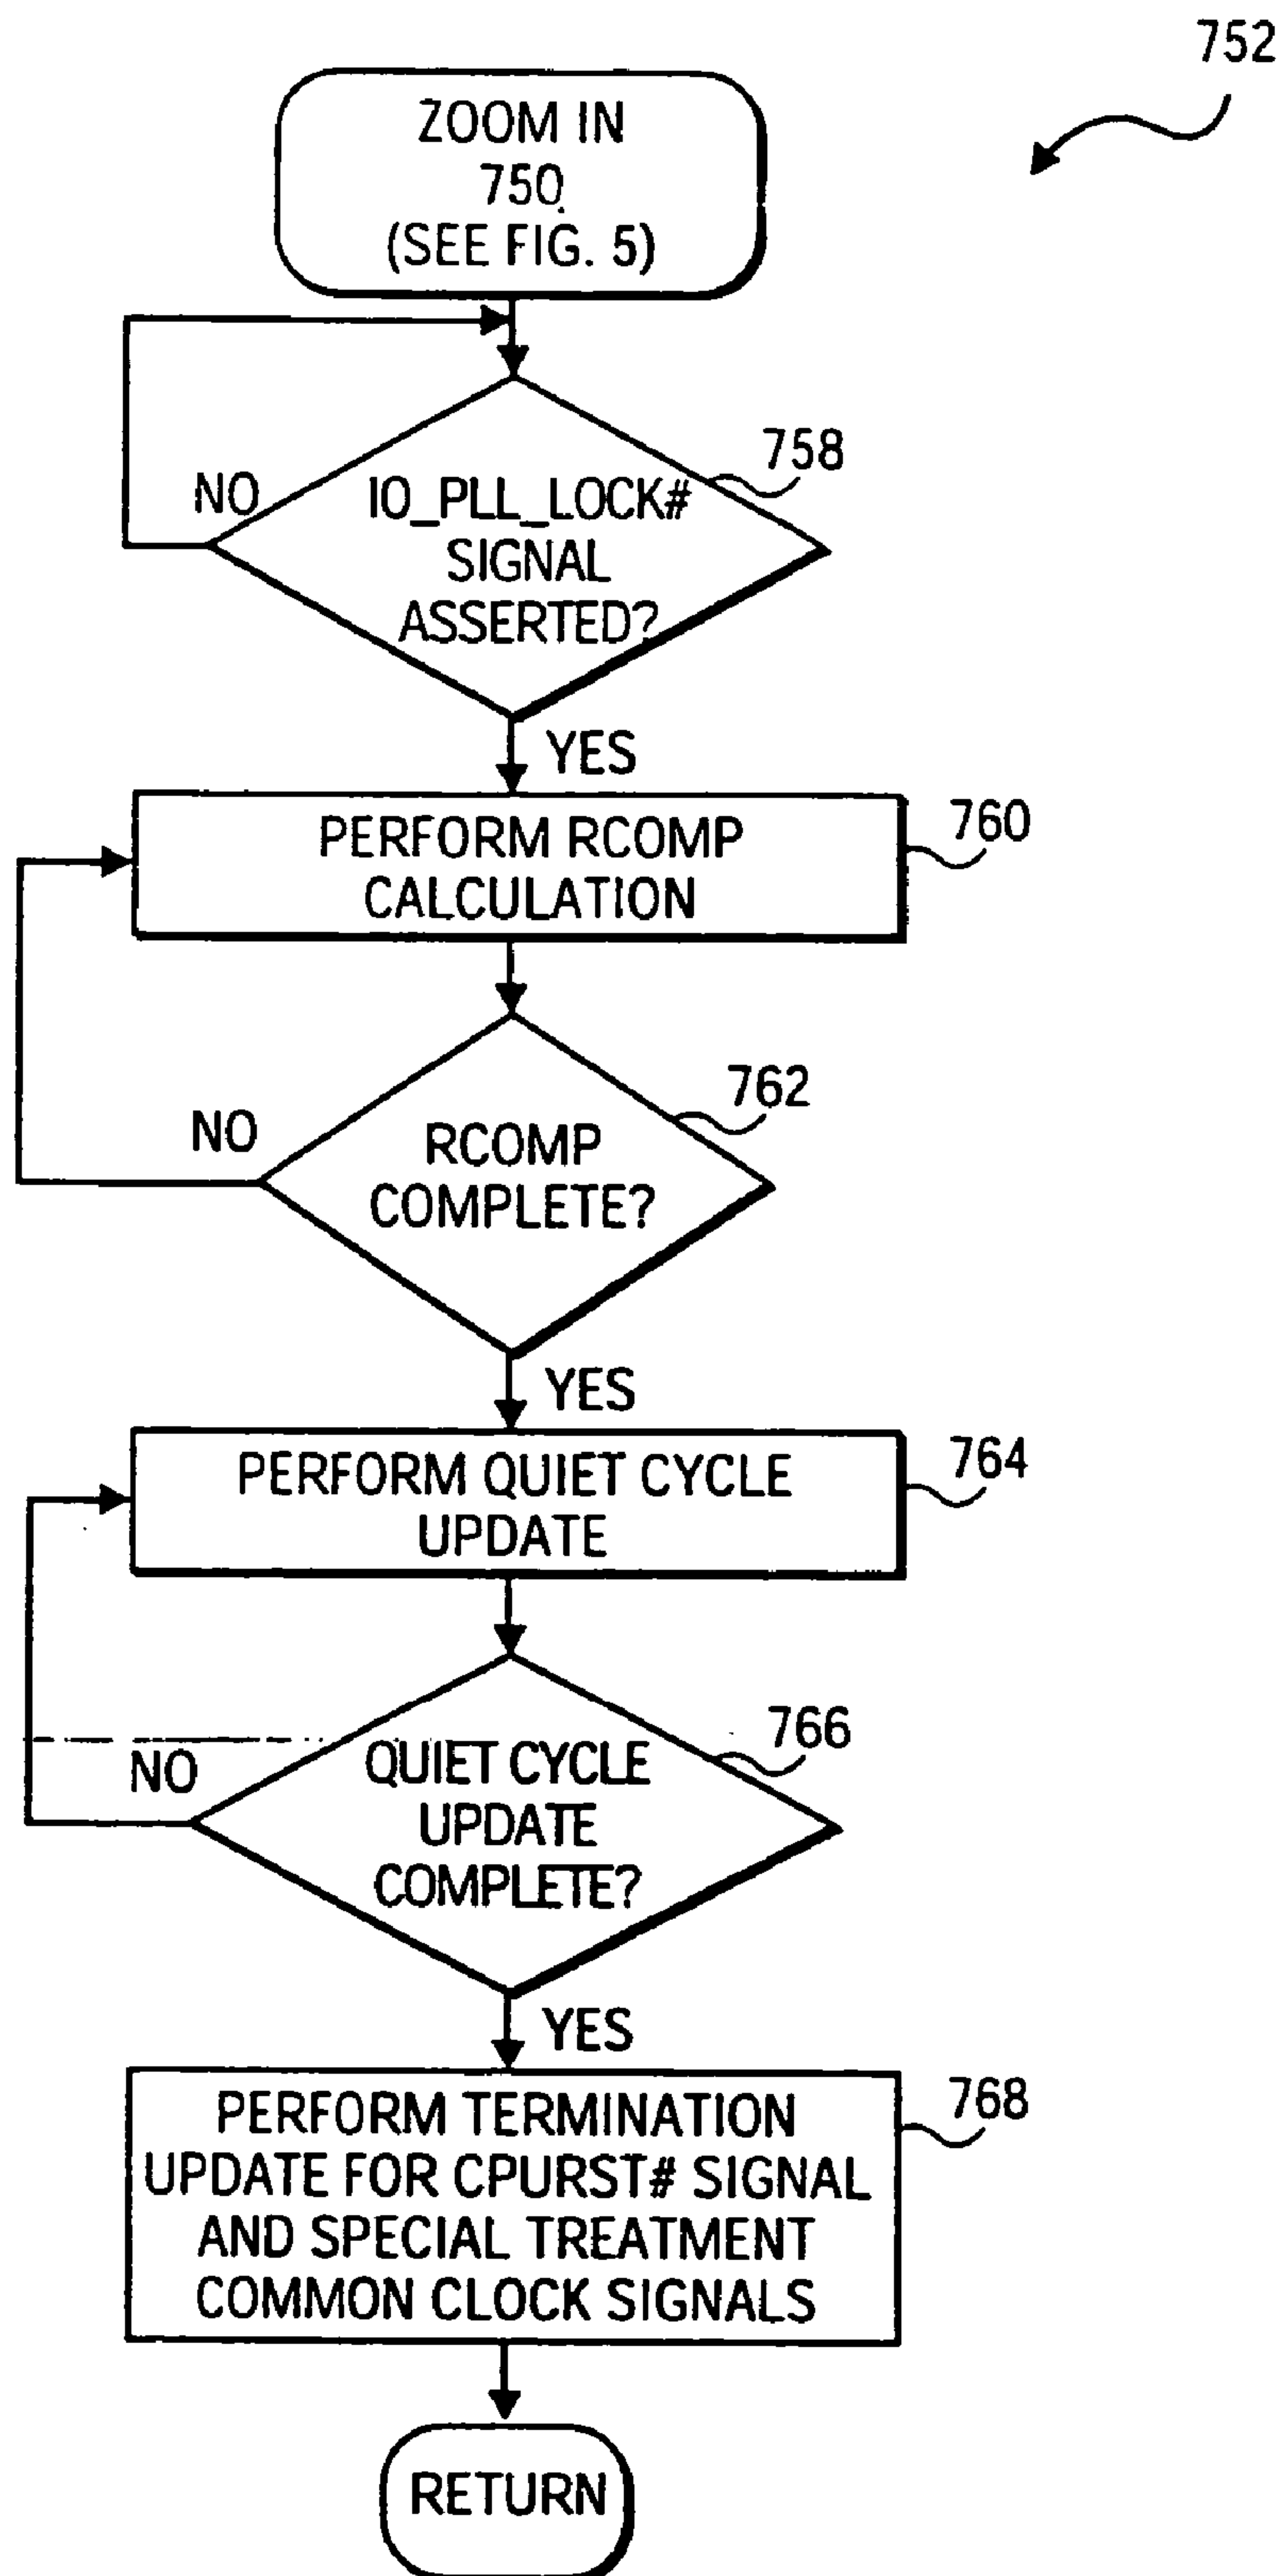 752
ZOOM IN
750
(SEE FIG. 5)
758
NO
IO_PLL_LOCK#
SIGNAL
ASSERTED?
YES
PERFORM RCOMP
CALCULATION
760
762
NO
RCOMP
COMPLETE?
YES
PERFORM QUIET CYCLE
UPDATE
764
766
NO
QUIET CYCLE
UPDATE
COMPLETE?
YES
PERFORM TERMINATION
UPDATE FOR CPURST# SIGNAL
AND SPECIAL TREATMENT
COMMON CLOCK SIGNALS
768
RETURN